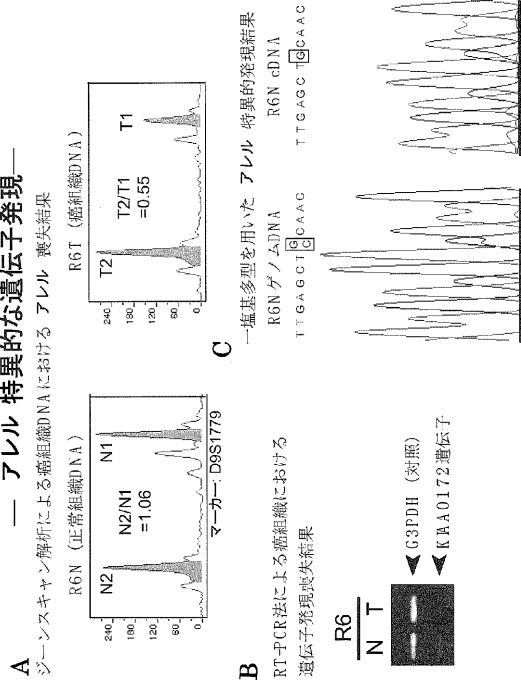 ― アレル 特異的な遺伝子発現―
A
ジーンスキャン解析による癌組織DNAにおける アレル 喪失結果
R6N (正常組織DNA)
240
180
120
60
0
N2
N1
N2/N1
=1.06
マーカー: D9S1779
R6T (癌組織DNA)
240
180
120
60
0
T2
T1
T2/T1
=0.55
B
RT-PCR法による癌組織における
遺伝子発現喪失結果
R6
N T
G3PDH (対照)
KIAA0172遺伝子
C
一塩基多型を用いた アレル 特異的発現結果
R6NゲノムDNA
G
TTGAGCTCCAAC
R6N cDNA
TTGAGCTGCAAC